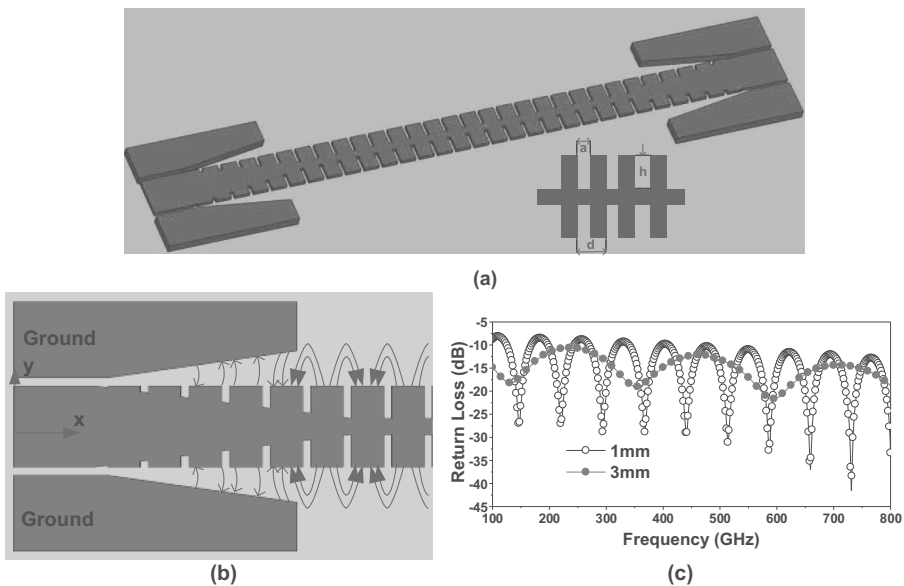 a
h
d
(a)
Ground
y
x
Ground
(b)
Return Loss (dB)
-5
-10
-15
-20
-25
-30
-35
-40
-45
1mm
3mm
100 200 300 400 500 600 700 800
Frequency (GHz)
(c)